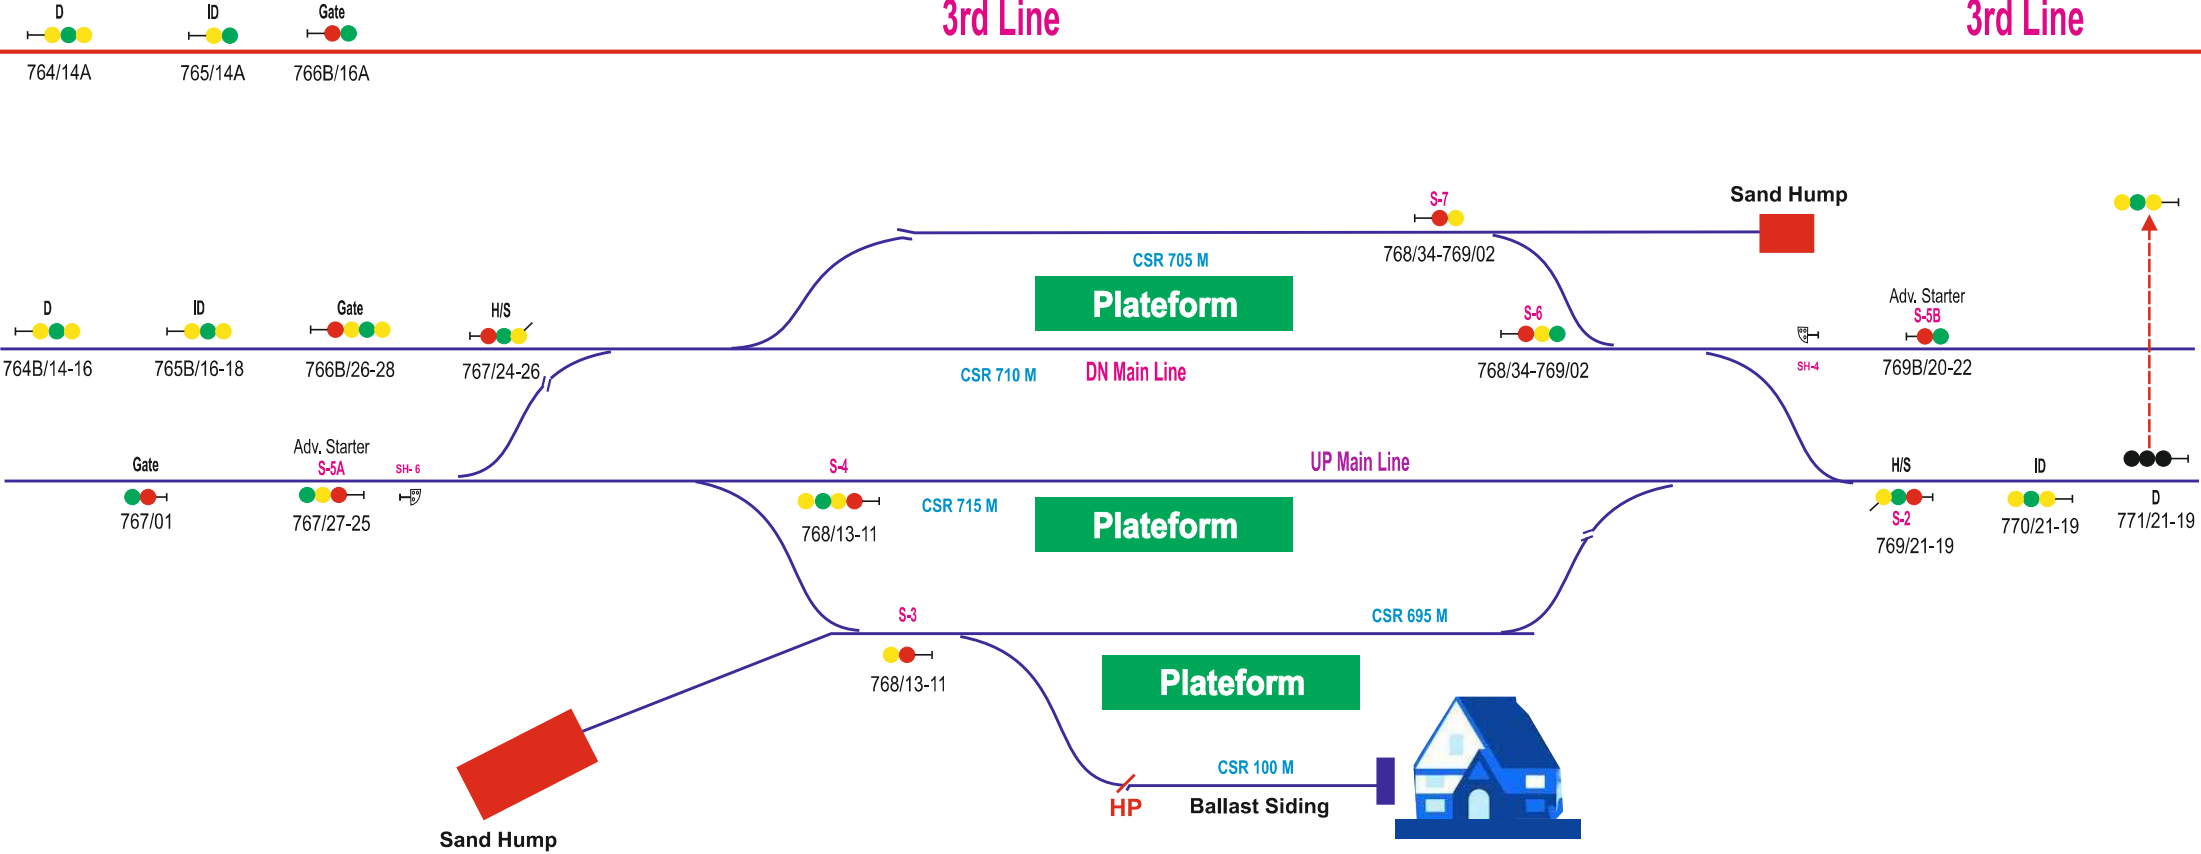 D ID Gate 3rd Line 3rd Line
764/14A 765/14A 766B/16A
S-7 Sand Hump
768/34-769/02
CSR 705 M
Plateform
D ID Gate H/S S-6 Adv. Starter
S-5B
764B/14-16 765B/16-18 766B/26-28 767/24-26 CSR 710 M DN Main Line 768/34-769/02 SH-4 769B/20-22
Gate Adv. Starter
S-5A SH- 6 S-4 UP Main Line H/S ID D
767/01 767/27-25 768/13-11 CSR 715 M Plateform S-2 770/21-19 771/21-19
769/21-19
S-3 CSR 695 M
768/13-11 Plateform
CSR 100 M
HP Ballast Siding
Sand Hump